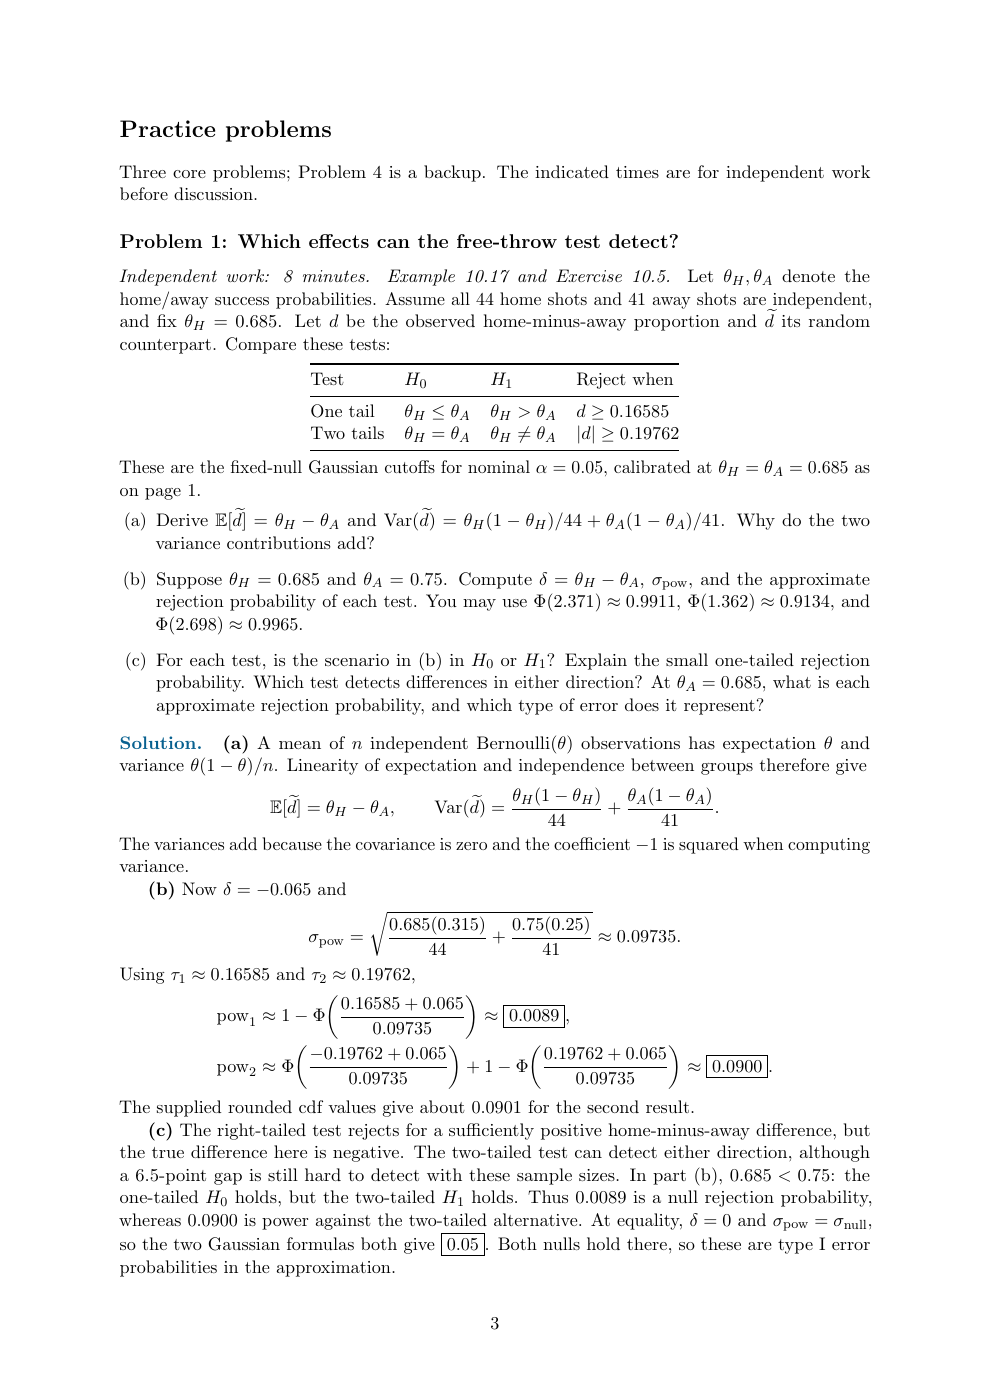 Practice problems
Three core problems; Problem 4 is a backup. The indicated times are for independent work
before discussion.
Problem 1: Which effects can the free-throw test detect?
Independent work: 8 minutes. Example 10.17 and Exercise 10.5. Let θ_H, θ_A denote the
home/away success probabilities. Assume all 44 home shots and 41 away shots are independent,
and fix θ_H = 0.685. Let d be the observed home-minus-away proportion and d̃ its random
counterpart. Compare these tests:
Test H₀ H₁ Reject when
One tail θ_H ≤ θ_A θ_H > θ_A d ≥ 0.16585
Two tails θ_H = θ_A θ_H ≠ θ_A |d| ≥ 0.19762
These are the fixed-null Gaussian cutoffs for nominal α = 0.05, calibrated at θ_H = θ_A = 0.685 as
on page 1.
(a) Derive 𝔼[d̃] = θ_H − θ_A and Var(d̃) = θ_H(1 − θ_H)/44 + θ_A(1 − θ_A)/41. Why do the two
variance contributions add?
(b) Suppose θ_H = 0.685 and θ_A = 0.75. Compute δ = θ_H − θ_A, σ_pow, and the approximate
rejection probability of each test. You may use Φ(2.371) ≈ 0.9911, Φ(1.362) ≈ 0.9134, and
Φ(2.698) ≈ 0.9965.
(c) For each test, is the scenario in (b) in H₀ or H₁? Explain the small one-tailed rejection
probability. Which test detects differences in either direction? At θ_A = 0.685, what is each
approximate rejection probability, and which type of error does it represent?
Solution. (a) A mean of n independent Bernoulli(θ) observations has expectation θ and
variance θ(1 − θ)/n. Linearity of expectation and independence between groups therefore give
𝔼[d̃] = θ_H − θ_A, Var(d̃) = θ_H(1 − θ_H)/44 + θ_A(1 − θ_A)/41.
The variances add because the covariance is zero and the coefficient −1 is squared when computing
variance.
(b) Now δ = −0.065 and
σ_pow = √(0.685(0.315)/44 + 0.75(0.25)/41) ≈ 0.09735.
Using τ₁ ≈ 0.16585 and τ₂ ≈ 0.19762,
pow₁ ≈ 1 − Φ((0.16585 + 0.065)/0.09735) ≈ 0.0089,
pow₂ ≈ Φ((−0.19762 + 0.065)/0.09735) + 1 − Φ((0.19762 + 0.065)/0.09735) ≈ 0.0900.
The supplied rounded cdf values give about 0.0901 for the second result.
(c) The right-tailed test rejects for a sufficiently positive home-minus-away difference, but
the true difference here is negative. The two-tailed test can detect either direction, although
a 6.5-point gap is still hard to detect with these sample sizes. In part (b), 0.685 < 0.75: the
one-tailed H₀ holds, but the two-tailed H₁ holds. Thus 0.0089 is a null rejection probability,
whereas 0.0900 is power against the two-tailed alternative. At equality, δ = 0 and σ_pow = σ_null,
so the two Gaussian formulas both give 0.05. Both nulls hold there, so these are type I error
probabilities in the approximation.
3